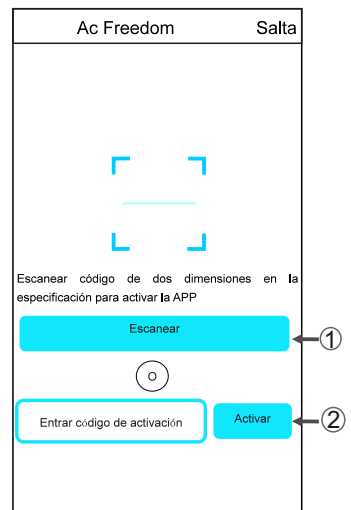 Ac Freedom Salta
Escanear código de dos dimensiones en la
especificación para activar la APP
Escanear
①
O
Entrar código de activación Activar
②